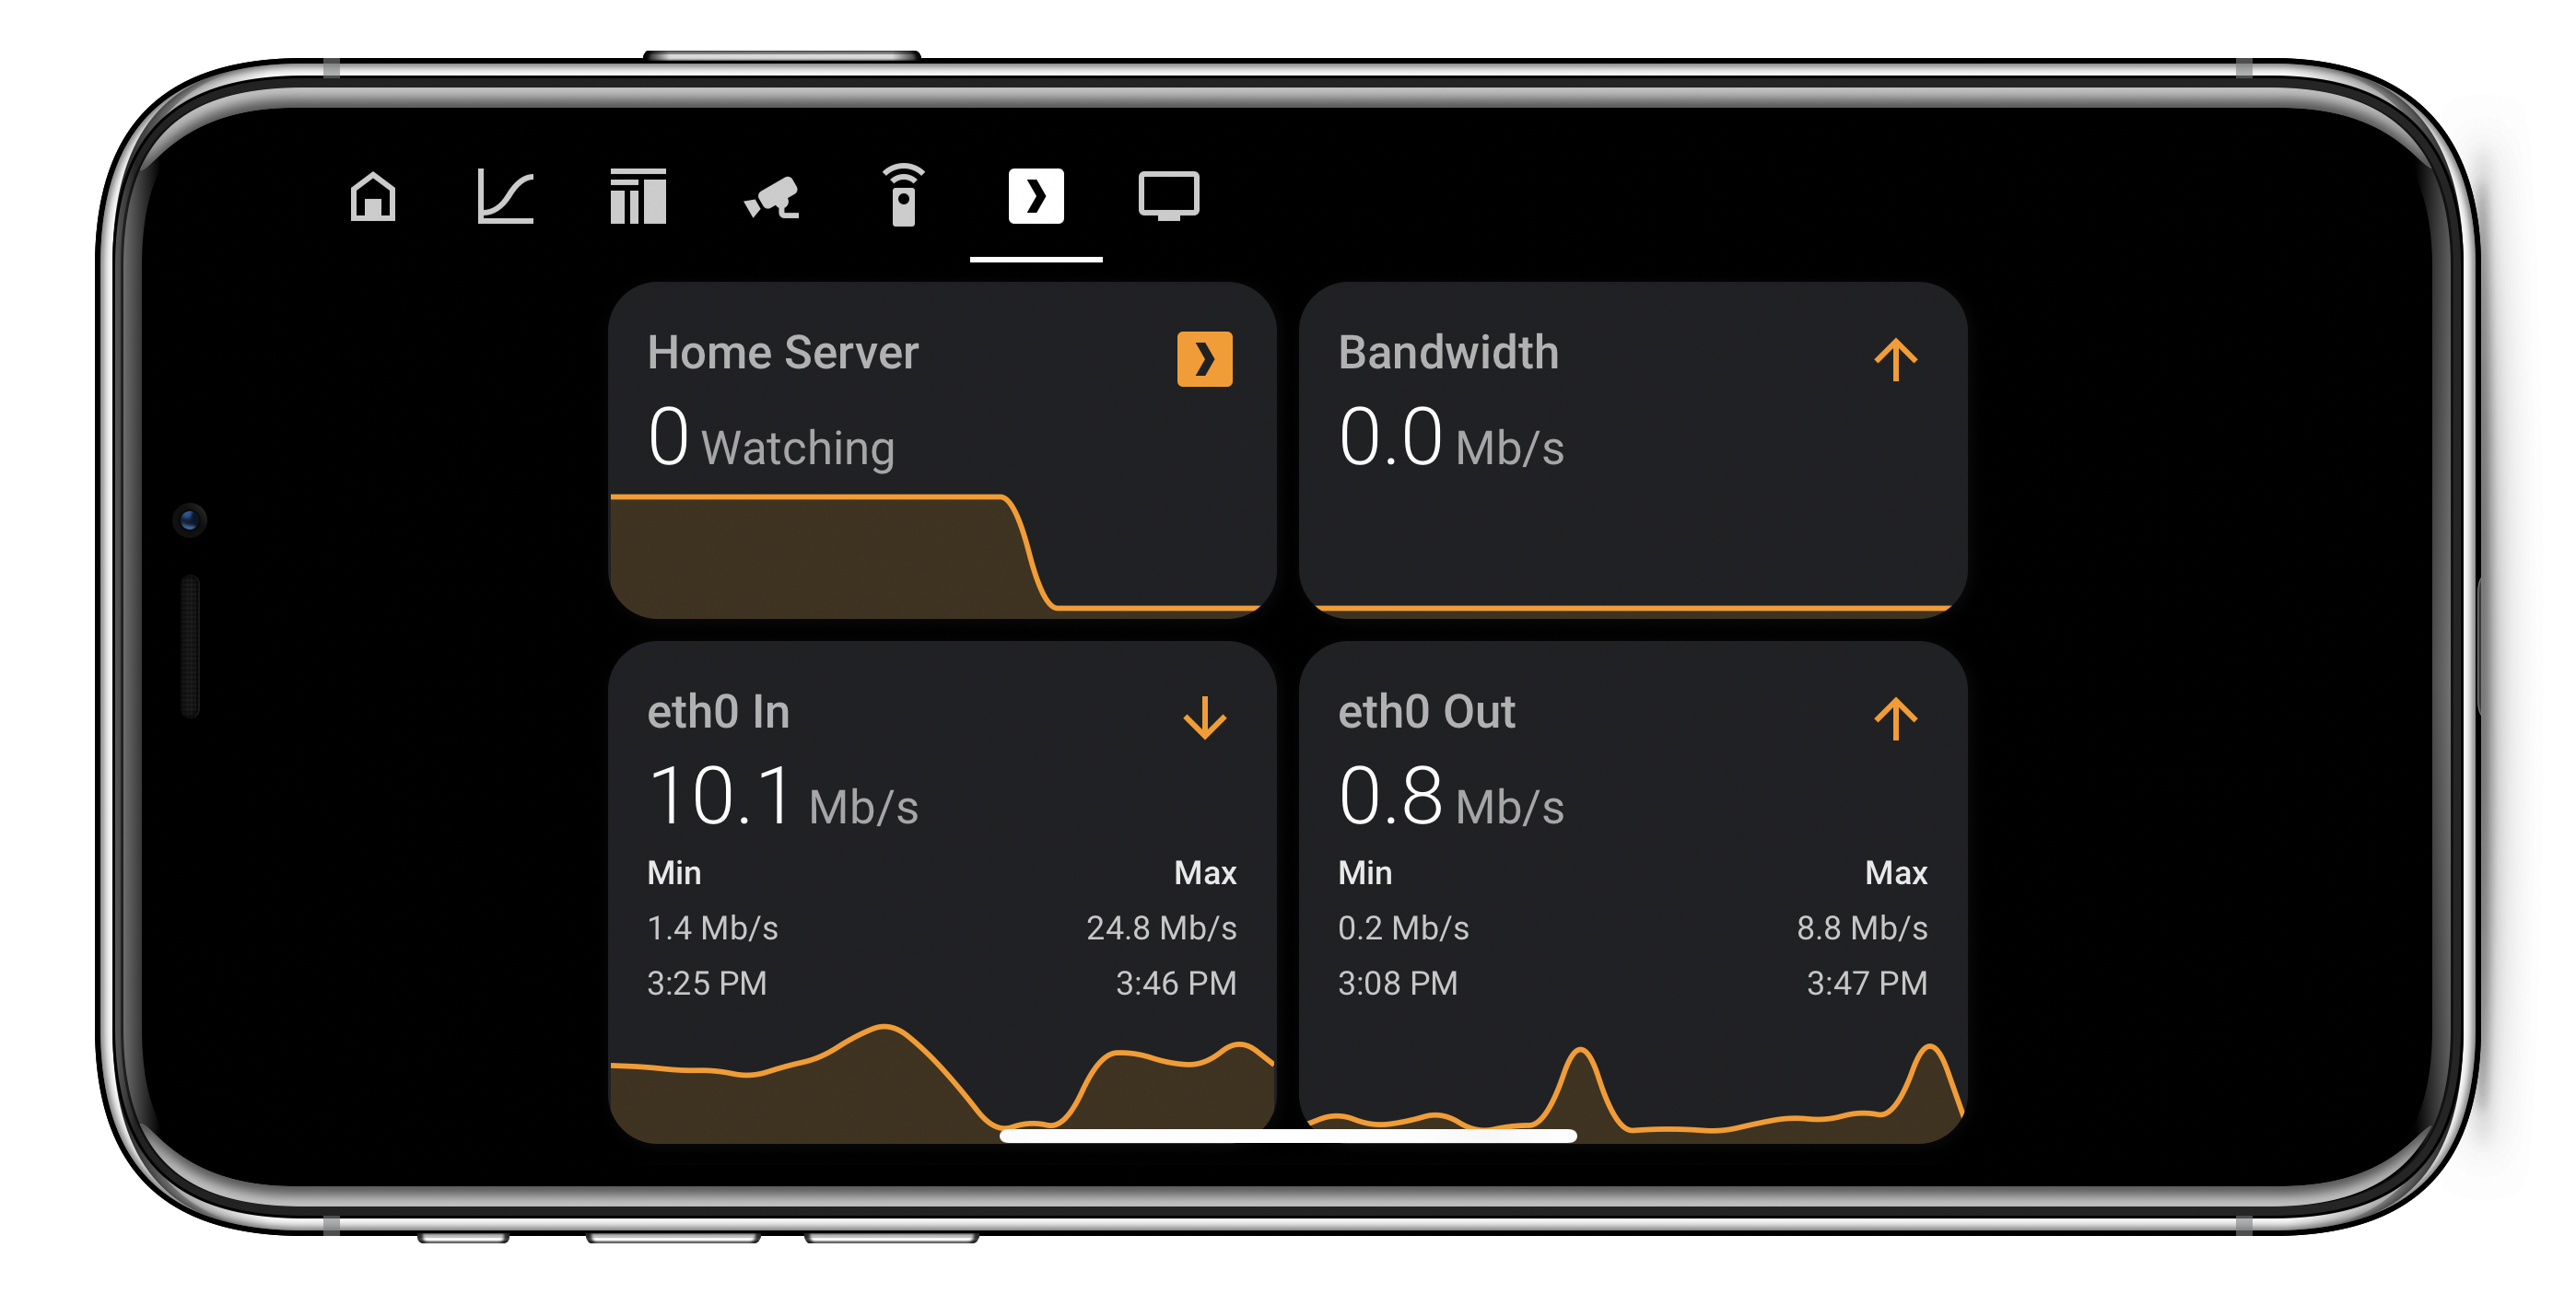 Home Server
0 Watching
Bandwidth
0.0 Mb/s
eth0 In
10.1 Mb/s
Min Max
1.4 Mb/s 24.8 Mb/s
3:25 PM 3:46 PM
eth0 Out
0.8 Mb/s
Min Max
0.2 Mb/s 8.8 Mb/s
3:08 PM 3:47 PM